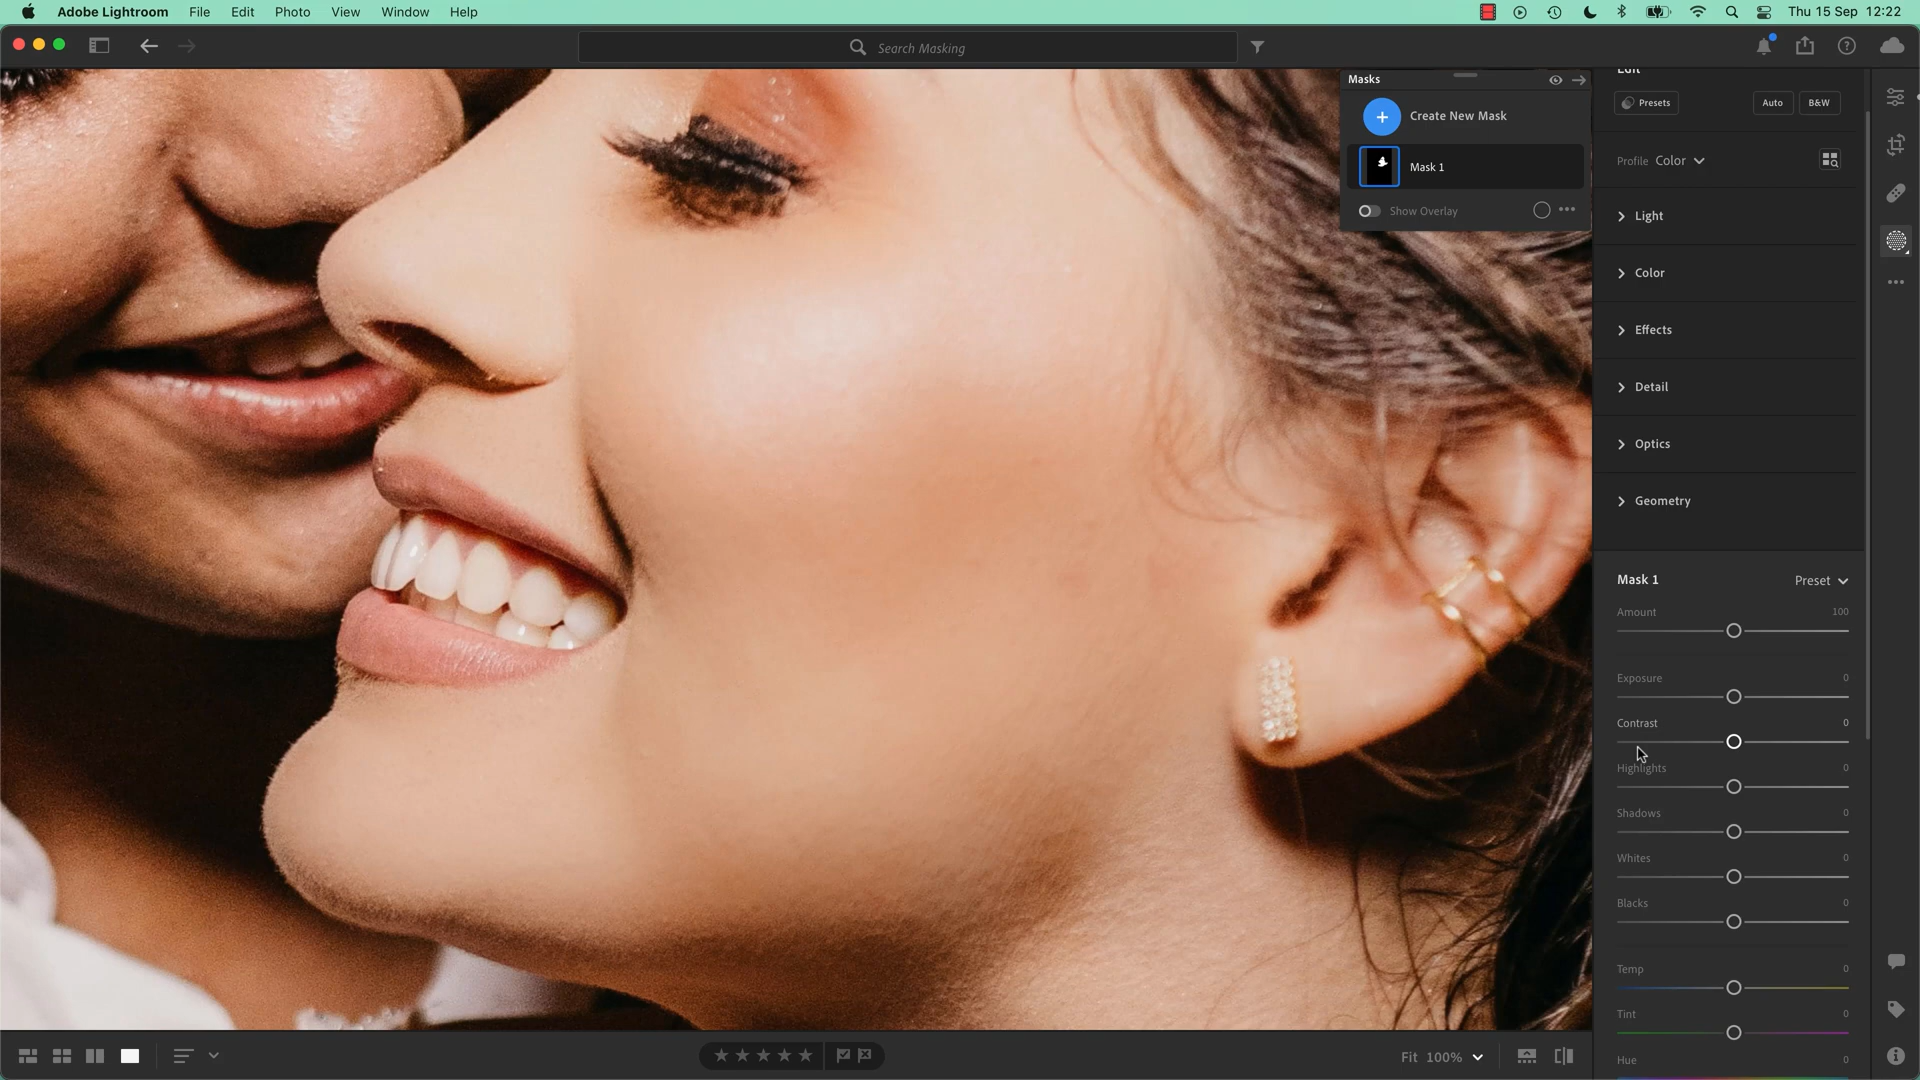 Adobe Lightroom File Edit Photo View Window Help Thu 15 Sep 12:22
Search Masking
Edit
Masks
Presets Auto B&W
Create New Mask
Profile Color
Mask 1
Show Overlay
Light
Color
Effects
Detail
Optics
Geometry
Mask 1 Preset
Amount 100
Exposure 0
Contrast 0
Highlights 0
Shadows 0
Whites 0
Blacks 0
Temp 0
Tint 0
Hue 0
Fit 100%